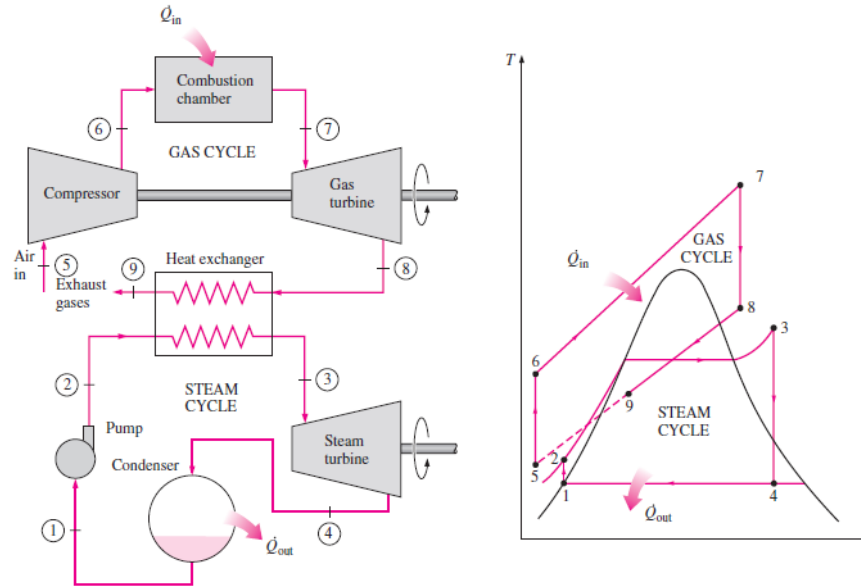 Q̇in
Combustion
chamber
6
7
GAS CYCLE
Compressor
Gas
turbine
Air
in
5
9
Heat exchanger
8
Exhaust
gases
2
3
STEAM
CYCLE
Pump
Condenser
Steam
turbine
1
4
Q̇out
T
7
GAS
CYCLE
Q̇in
8
3
6
9
STEAM
CYCLE
2
5
1
4
Q̇out